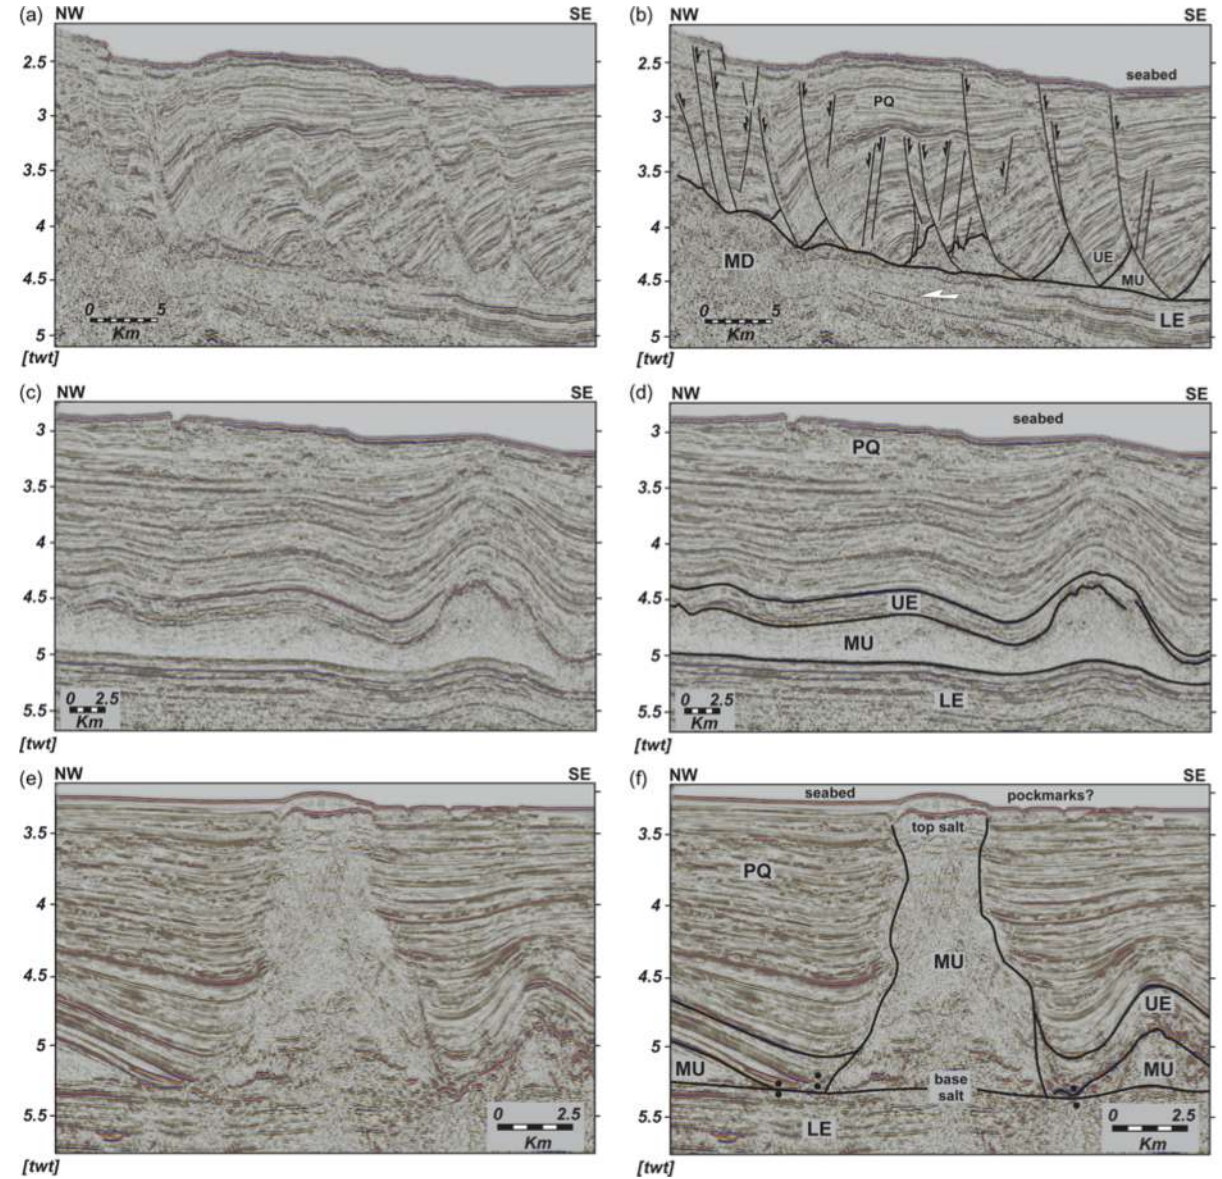 (a) NW SE
2.5
3
3.5
4
4.5
5
0 5
Km
[twt]
(b) NW SE
seabed
2.5
PQ
3
3.5
4
MD
UE
MU
4.5
LE
0 5
Km
5
[twt]
(c) NW SE
3
3.5
4
4.5
5
0 2.5
Km
5.5
[twt]
(d) NW SE
seabed
3
PQ
3.5
4
4.5
UE
MU
5
LE
0 2.5
Km
5.5
[twt]
(e) NW SE
3.5
4
4.5
5
0 2.5
Km
5.5
[twt]
(f) NW SE
seabed pockmarks?
top salt
3.5
PQ
4
MU
4.5
UE
5
MU MU
base
salt
LE
0 2.5
Km
5.5
[twt]